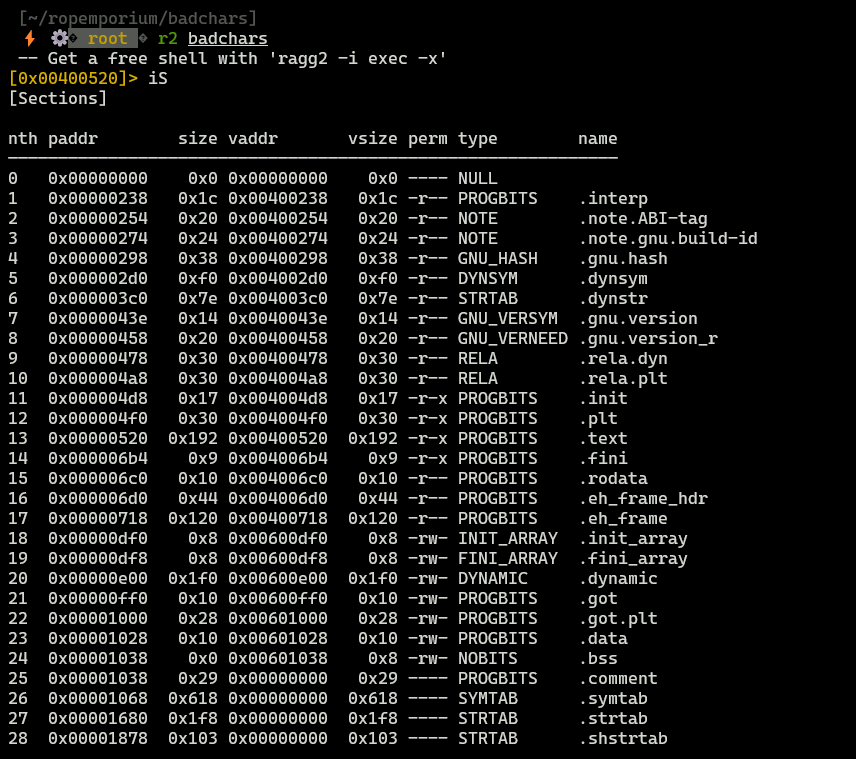 [~/ropemporium/badchars]
root r2 badchars
-- Get a free shell with 'ragg2 -i exec -x'
[0x00400520]> iS
[Sections]
nth paddr size vaddr vsize perm type name
0 0x00000000 0x0 0x00000000 0x0 ---- NULL
1 0x00000238 0x1c 0x00400238 0x1c -r-- PROGBITS .interp
2 0x00000254 0x20 0x00400254 0x20 -r-- NOTE .note.ABI-tag
3 0x00000274 0x24 0x00400274 0x24 -r-- NOTE .note.gnu.build-id
4 0x00000298 0x38 0x00400298 0x38 -r-- GNU_HASH .gnu.hash
5 0x000002d0 0xf0 0x004002d0 0xf0 -r-- DYNSYM .dynsym
6 0x000003c0 0x7e 0x004003c0 0x7e -r-- STRTAB .dynstr
7 0x0000043e 0x14 0x0040043e 0x14 -r-- GNU_VERSYM .gnu.version
8 0x00000458 0x20 0x00400458 0x20 -r-- GNU_VERNEED .gnu.version_r
9 0x00000478 0x30 0x00400478 0x30 -r-- RELA .rela.dyn
10 0x000004a8 0x30 0x004004a8 0x30 -r-- RELA .rela.plt
11 0x000004d8 0x17 0x004004d8 0x17 -r-x PROGBITS .init
12 0x000004f0 0x30 0x004004f0 0x30 -r-x PROGBITS .plt
13 0x00000520 0x192 0x00400520 0x192 -r-x PROGBITS .text
14 0x000006b4 0x9 0x004006b4 0x9 -r-x PROGBITS .fini
15 0x000006c0 0x10 0x004006c0 0x10 -r-- PROGBITS .rodata
16 0x000006d0 0x44 0x004006d0 0x44 -r-- PROGBITS .eh_frame_hdr
17 0x00000718 0x120 0x00400718 0x120 -r-- PROGBITS .eh_frame
18 0x00000df0 0x8 0x00600df0 0x8 -rw- INIT_ARRAY .init_array
19 0x00000df8 0x8 0x00600df8 0x8 -rw- FINI_ARRAY .fini_array
20 0x00000e00 0x1f0 0x00600e00 0x1f0 -rw- DYNAMIC .dynamic
21 0x00000ff0 0x10 0x00600ff0 0x10 -rw- PROGBITS .got
22 0x00001000 0x28 0x00601000 0x28 -rw- PROGBITS .got.plt
23 0x00001028 0x10 0x00601028 0x10 -rw- PROGBITS .data
24 0x00001038 0x0 0x00601038 0x8 -rw- NOBITS .bss
25 0x00001038 0x29 0x00000000 0x29 ---- PROGBITS .comment
26 0x00001068 0x618 0x00000000 0x618 ---- SYMTAB .symtab
27 0x00001680 0x1f8 0x00000000 0x1f8 ---- STRTAB .strtab
28 0x00001878 0x103 0x00000000 0x103 ---- STRTAB .shstrtab